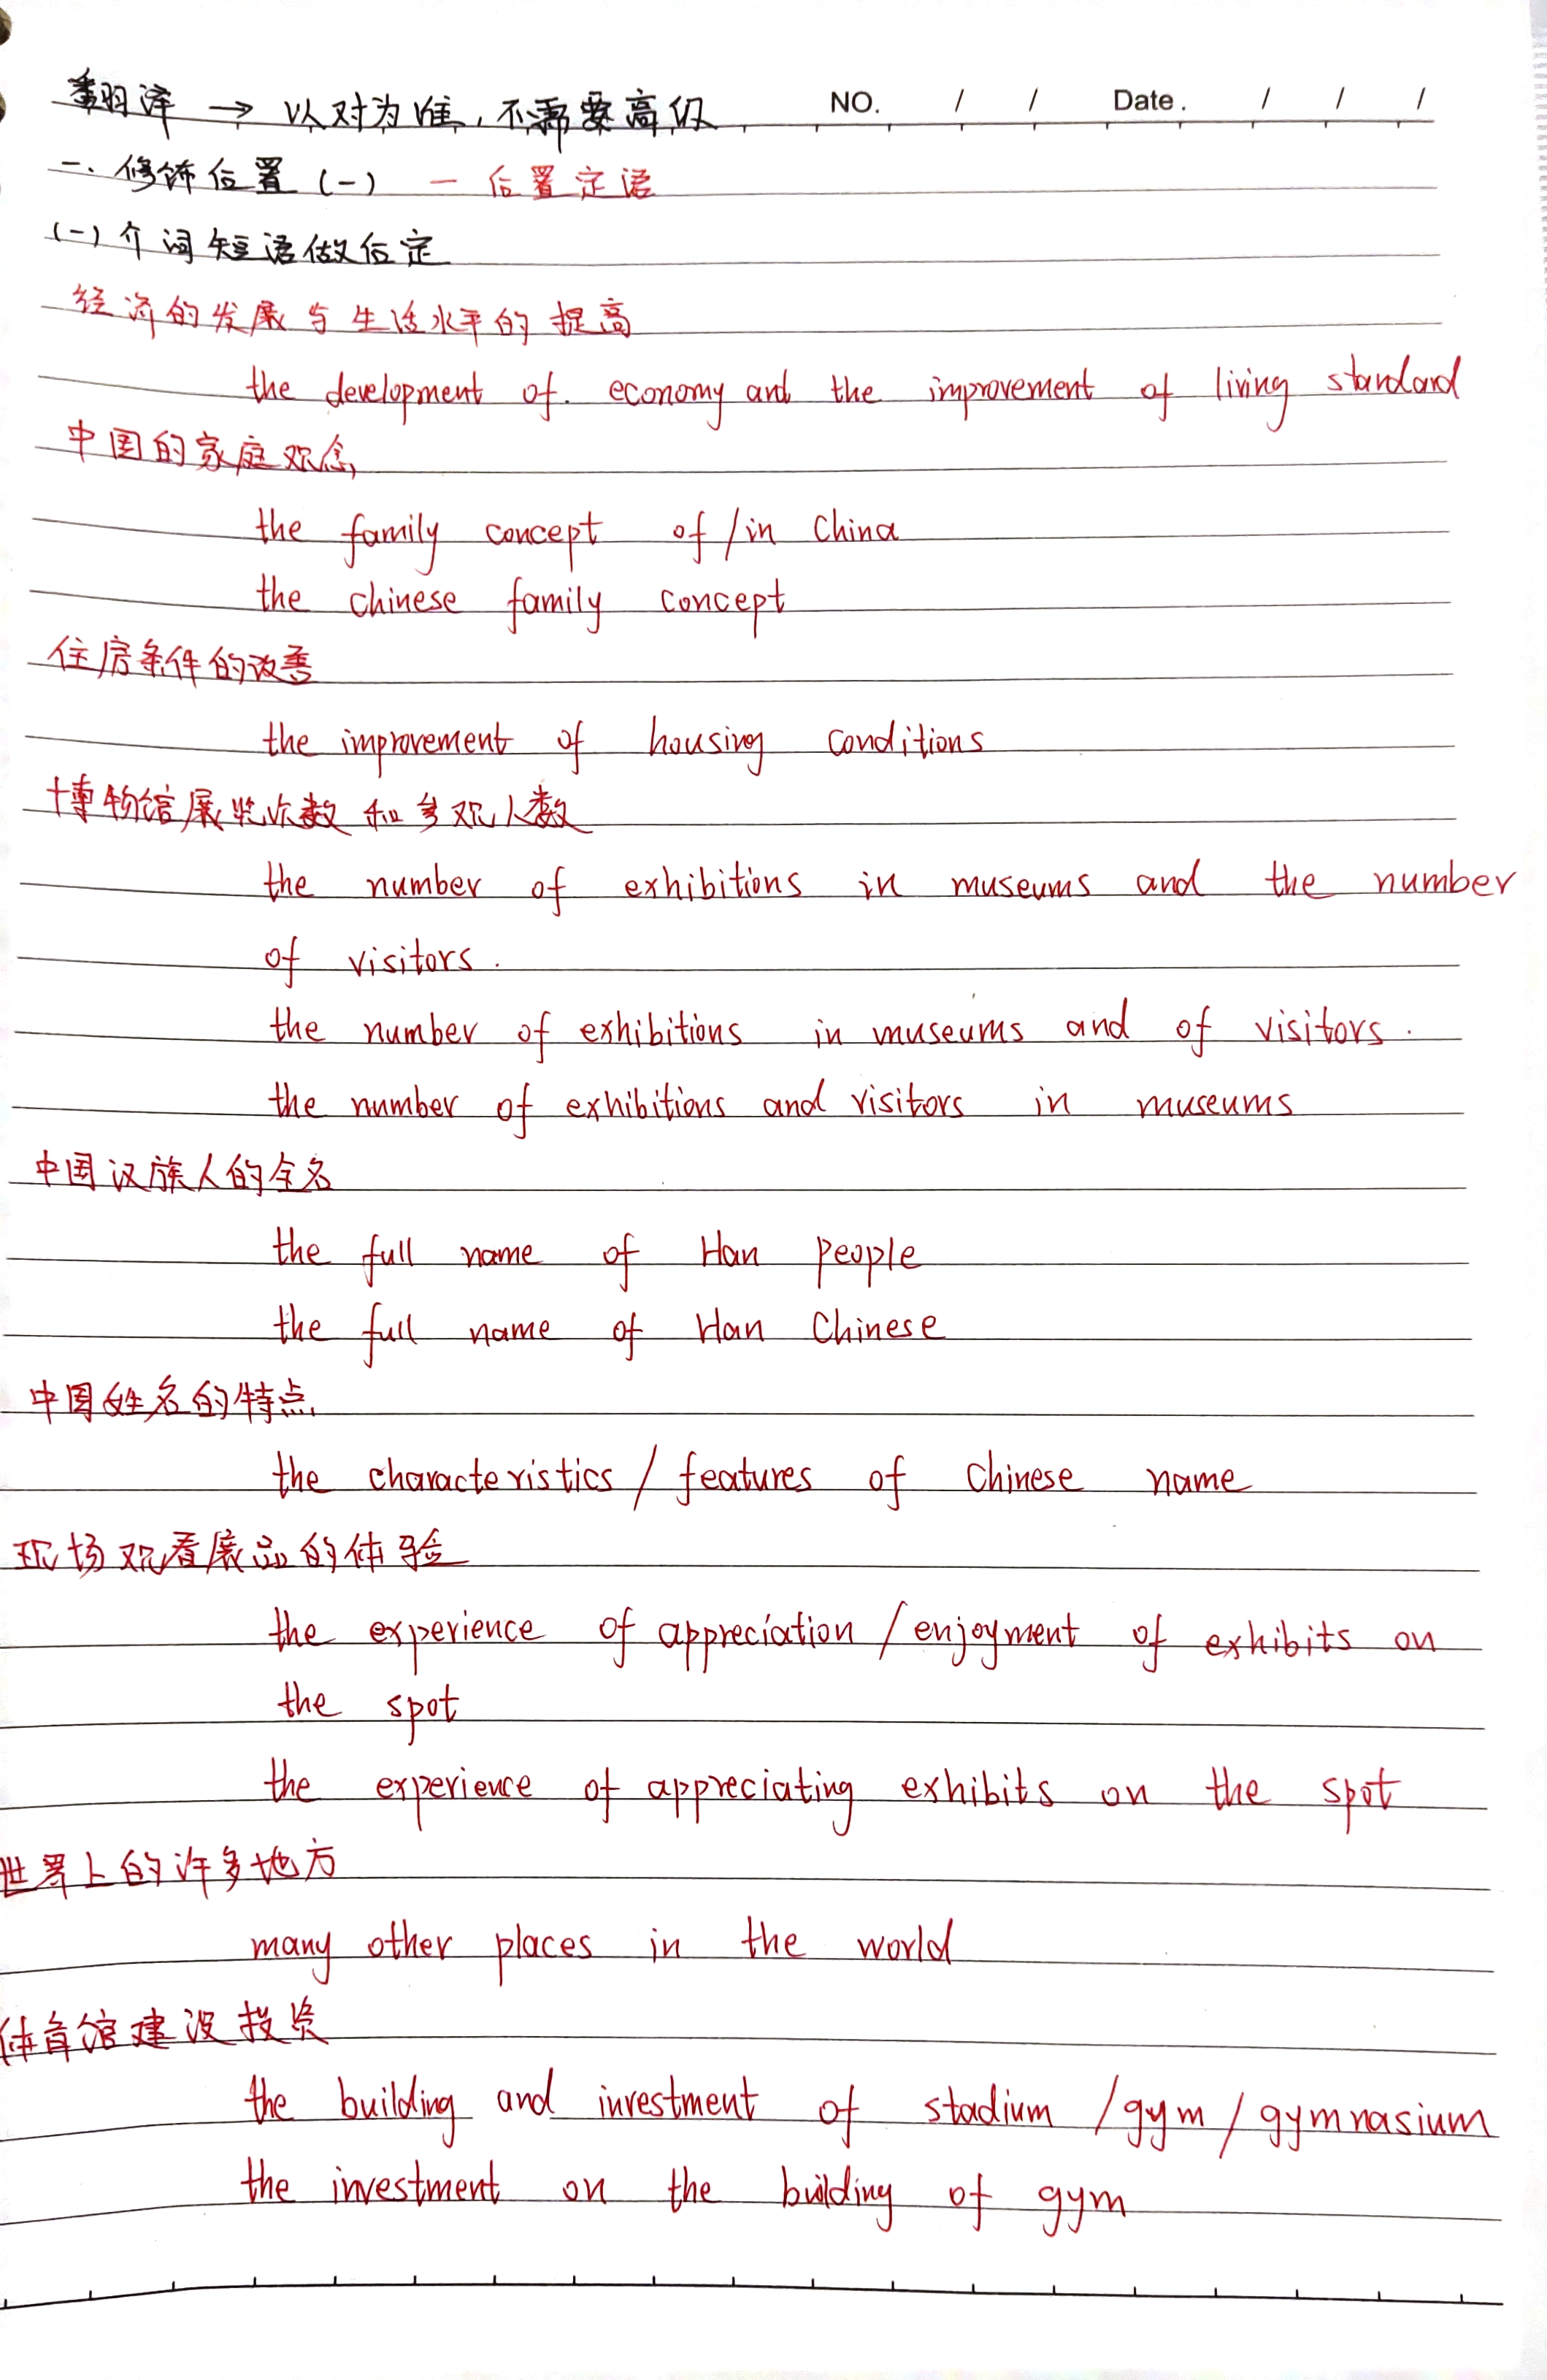 翻译 → 以对为准，不需要高级 NO. / / Date. / / /
二、修饰后置(一) — 后置定语
(一) 介词短语做后定
经济的发展与生活水平的提高
the development of. economy and the improvement of living standard
中国的家庭观念
the family concept of/in China
the chinese family concept
住房条件的改善
the improvement of housing conditions
博物馆展览次数和参观人数
the number of exhibitions in museums and the number
of visitors.
the number of exhibitions in museums and of visitors.
the number of exhibitions and visitors in museums
中国汉族人的全名
the full name of Han people
the full name of Han Chinese
中国姓名的特点
the characteristics/features of Chinese name
现场观看展品的体验
the experience of appreciation/enjoyment of exhibits on
the spot
the experience of appreciating exhibits on the spot
世界上的许多地方
many other places in the world
体育馆建设投资
the building and investment of stadium/gym/gymnasium
the investment on the building of gym